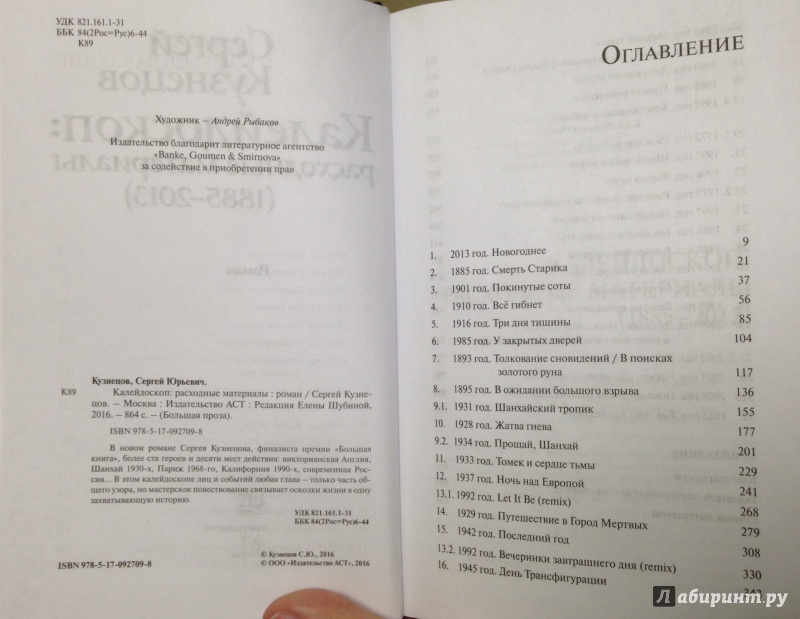 УДК 821.161.1-31
ББК 84(2Рос=Рус)6-44
К89
Художник – Андрей Рыбаков
Издательство благодарит литературное агентство
«Banke, Goumen & Smirnova»
за содействие в приобретении прав
Кузнецов, Сергей Юрьевич.
К89 Калейдоскоп: расходные материалы : роман / Сергей Кузне-
цов. – Москва : Издательство АСТ : Редакция Елены Шубиной,
2016. – 864 с. – (Большая проза).
ISBN 978-5-17-092709-8
В новом романе Сергея Кузнецова, финалиста премии «Большая
книга», более ста героев и десяти мест действия: викторианская Англия,
Шанхай 1930-х, Париж 1968-го, Калифорния 1990-х, современная Рос-
сия... В этом калейдоскопе лиц и событий любая глава – только часть об-
щего узора, но мастерское повествование связывает осколки жизни в одну
захватывающую историю.
УДК 821.161.1-31
ББК 84(2Рос=Рус)6-44
© Кузнецов С.Ю., 2016
ISBN 978-5-17-092709-8 © ООО «Издательство АСТ», 2016
Оглавление
1. 2013 год. Новогоднее 9
2. 1885 год. Смерть Старика 21
3. 1901 год. Покинутые соты 37
4. 1910 год. Всё гибнет 56
5. 1916 год. Три дня тишины 85
6. 1985 год. У закрытых дверей 104
7. 1893 год. Толкование сновидений / В поисках
золотого руна 117
8. 1895 год. В ожидании большого взрыва 136
9.1. 1931 год. Шанхайский тропик 155
10. 1928 год. Жатва гнева 177
9.2. 1934 год. Прощай, Шанхай 201
11. 1933 год. Томек и сердце тьмы 229
12. 1937 год. Ночь над Европой 241
13.1. 1992 год. Let It Be (remix) 268
14. 1929 год. Путешествие в Город Мертвых 279
15. 1942 год. Последний год 308
13.2. 1992 год. Вечеринки завтрашнего дня (remix) 330
16. 1945 год. День Трансфигурации
Лабиринт.ру